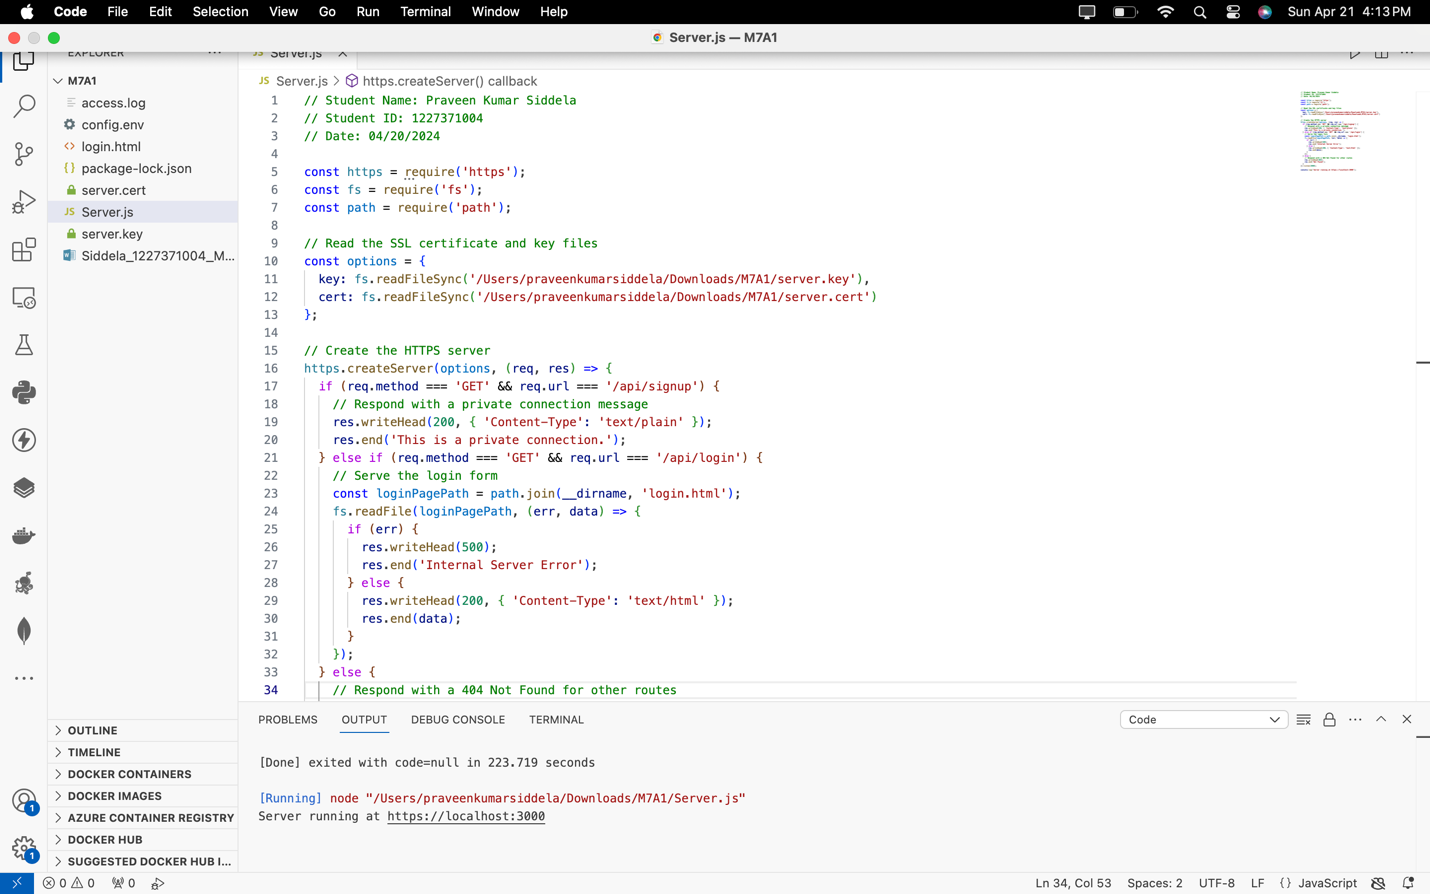 Code File Edit Selection View Go Run Terminal Window Help Sun Apr 21 4:13 PM
Server.js — M7A1
EXPLORER
JS Server.js
M7A1
access.log
config.env
login.html
package-lock.json
server.cert
JS Server.js
server.key
Siddela_1227371004_M...
JS Server.js > https.createServer() callback
1 // Student Name: Praveen Kumar Siddela
2 // Student ID: 1227371004
3 // Date: 04/20/2024
4
5 const https = require('https');
6 const fs = require('fs');
7 const path = require('path');
8
9 // Read the SSL certificate and key files
10 const options = {
11 key: fs.readFileSync('/Users/praveenkumarsiddela/Downloads/M7A1/server.key'),
12 cert: fs.readFileSync('/Users/praveenkumarsiddela/Downloads/M7A1/server.cert')
13 };
14
15 // Create the HTTPS server
16 https.createServer(options, (req, res) => {
17 if (req.method === 'GET' && req.url === '/api/signup') {
18 // Respond with a private connection message
19 res.writeHead(200, { 'Content-Type': 'text/plain' });
20 res.end('This is a private connection.');
21 } else if (req.method === 'GET' && req.url === '/api/login') {
22 // Serve the login form
23 const loginPagePath = path.join(__dirname, 'login.html');
24 fs.readFile(loginPagePath, (err, data) => {
25 if (err) {
26 res.writeHead(500);
27 res.end('Internal Server Error');
28 } else {
29 res.writeHead(200, { 'Content-Type': 'text/html' });
30 res.end(data);
31 }
32 });
33 } else {
34 // Respond with a 404 Not Found for other routes
OUTLINE
TIMELINE
DOCKER CONTAINERS
DOCKER IMAGES
AZURE CONTAINER REGISTRY
DOCKER HUB
SUGGESTED DOCKER HUB I...
1
1
PROBLEMS OUTPUT DEBUG CONSOLE TERMINAL
Code
[Done] exited with code=null in 223.719 seconds
[Running] node "/Users/praveenkumarsiddela/Downloads/M7A1/Server.js"
Server running at https://localhost:3000
0 0 0
Ln 34, Col 53 Spaces: 2 UTF-8 LF {} JavaScript